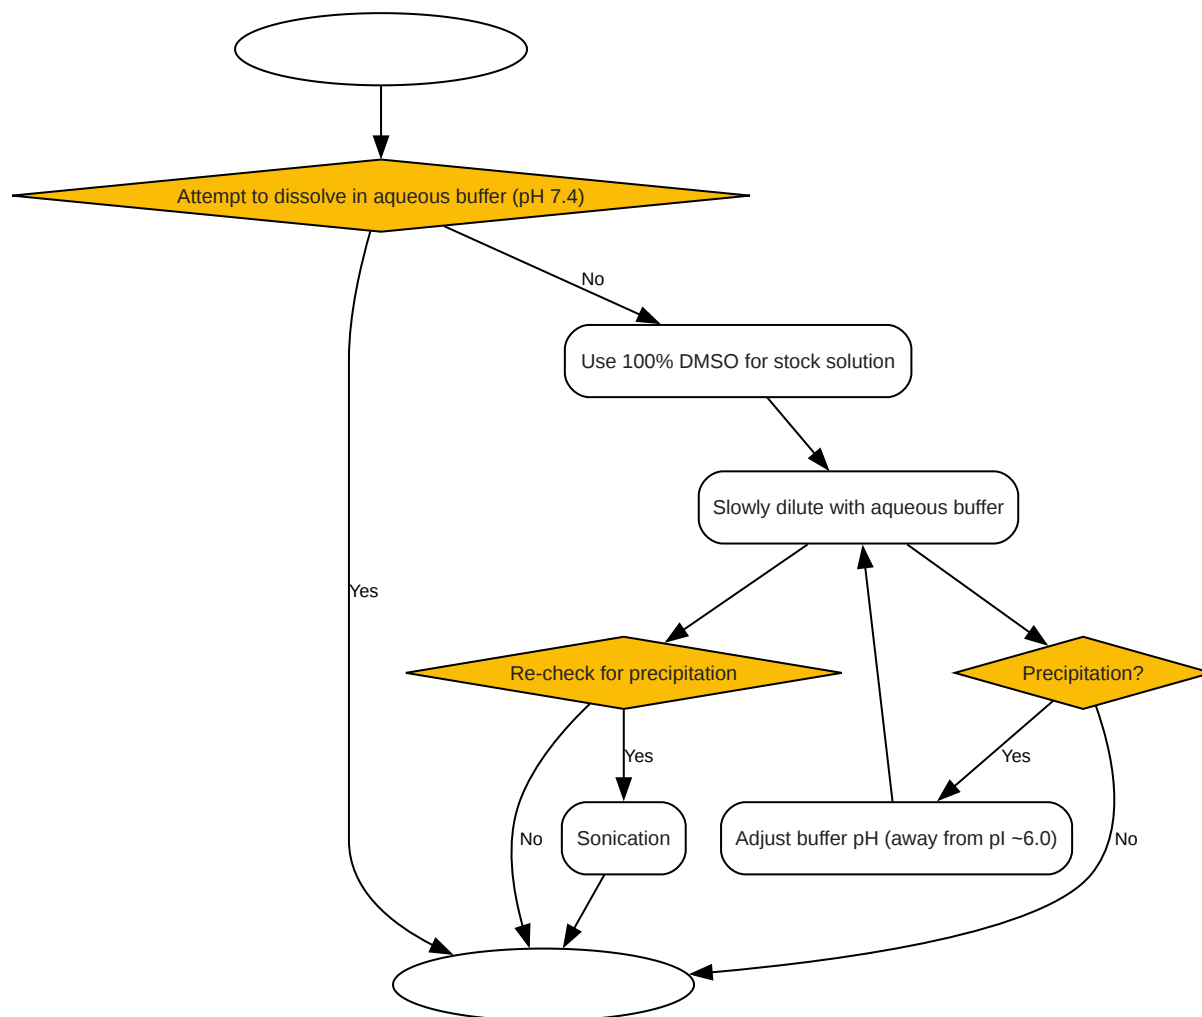 Attempt to dissolve in aqueous buffer (pH 7.4)
No
Use 100% DMSO for stock solution
Slowly dilute with aqueous buffer
Yes
Re-check for precipitation
Precipitation?
Yes
Yes
No
Sonication
Adjust buffer pH (away from pI ~6.0)
No